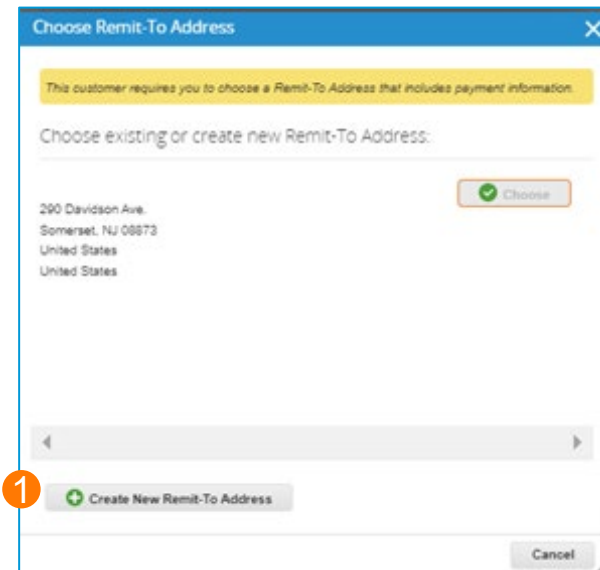 Choose Remit-To Address
This customer requires you to choose a Remit-To Address that includes payment information.
Choose existing or create new Remit-To Address:
Choose
290 Davidson Ave.
Somerset, NJ 08873
United States
United States
1
Create New Remit-To Address
Cancel